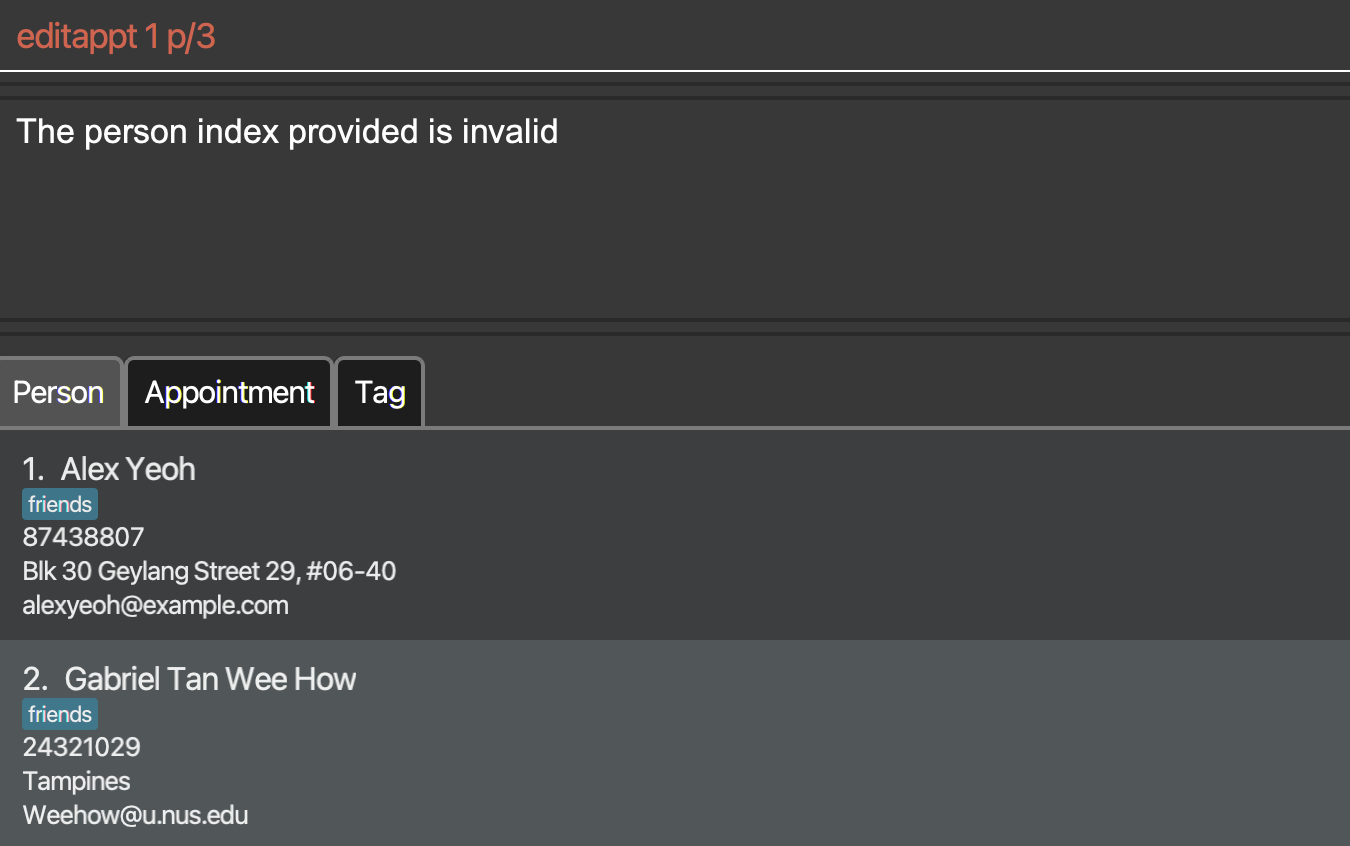 editappt 1 p/3
The person index provided is invalid
Person Appointment Tag
1. Alex Yeoh
friends
87438807
Blk 30 Geylang Street 29, #06-40
alexyeoh@example.com
2. Gabriel Tan Wee How
friends
24321029
Tampines
Weehow@u.nus.edu